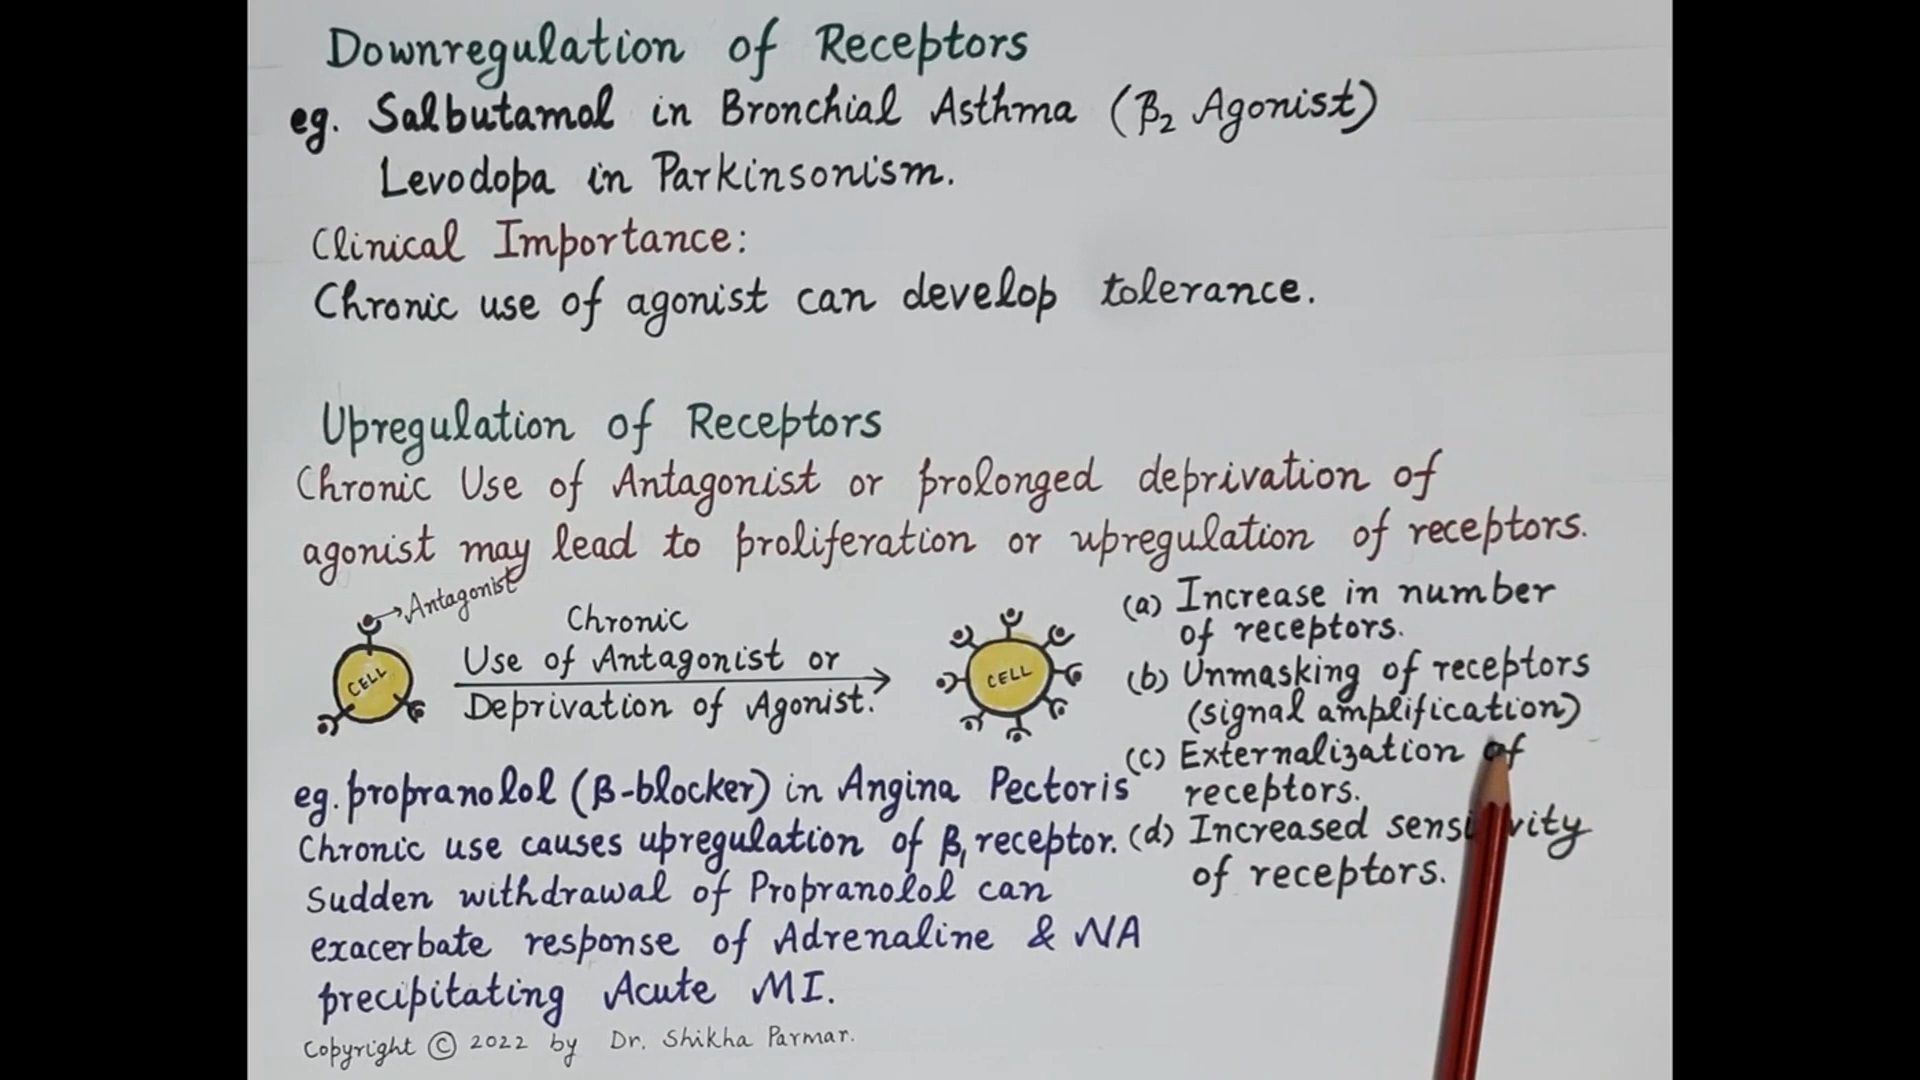 Downregulation of Receptors
eg. Salbutamol in Bronchial Asthma (β₂ Agonist)
Levodopa in Parkinsonism.
Clinical Importance:
Chronic use of agonist can develop tolerance.
Upregulation of Receptors
Chronic Use of Antagonist or prolonged deprivation of
agonist may lead to proliferation or upregulation of receptors.
→Antagonist
CELL
Chronic
Use of Antagonist or
Deprivation of Agonist.
CELL
(a) Increase in number
of receptors.
(b) Unmasking of receptors
(signal amplification)
(c) Externalization of
receptors.
(d) Increased sensitivity
of receptors.
eg. propranolol (β-blocker) in Angina Pectoris
Chronic use causes upregulation of β₁ receptor.
Sudden withdrawal of Propranolol can
exacerbate response of Adrenaline & NA
precipitating Acute MI.
Copyright © 2022 by Dr. Shikha Parmar.